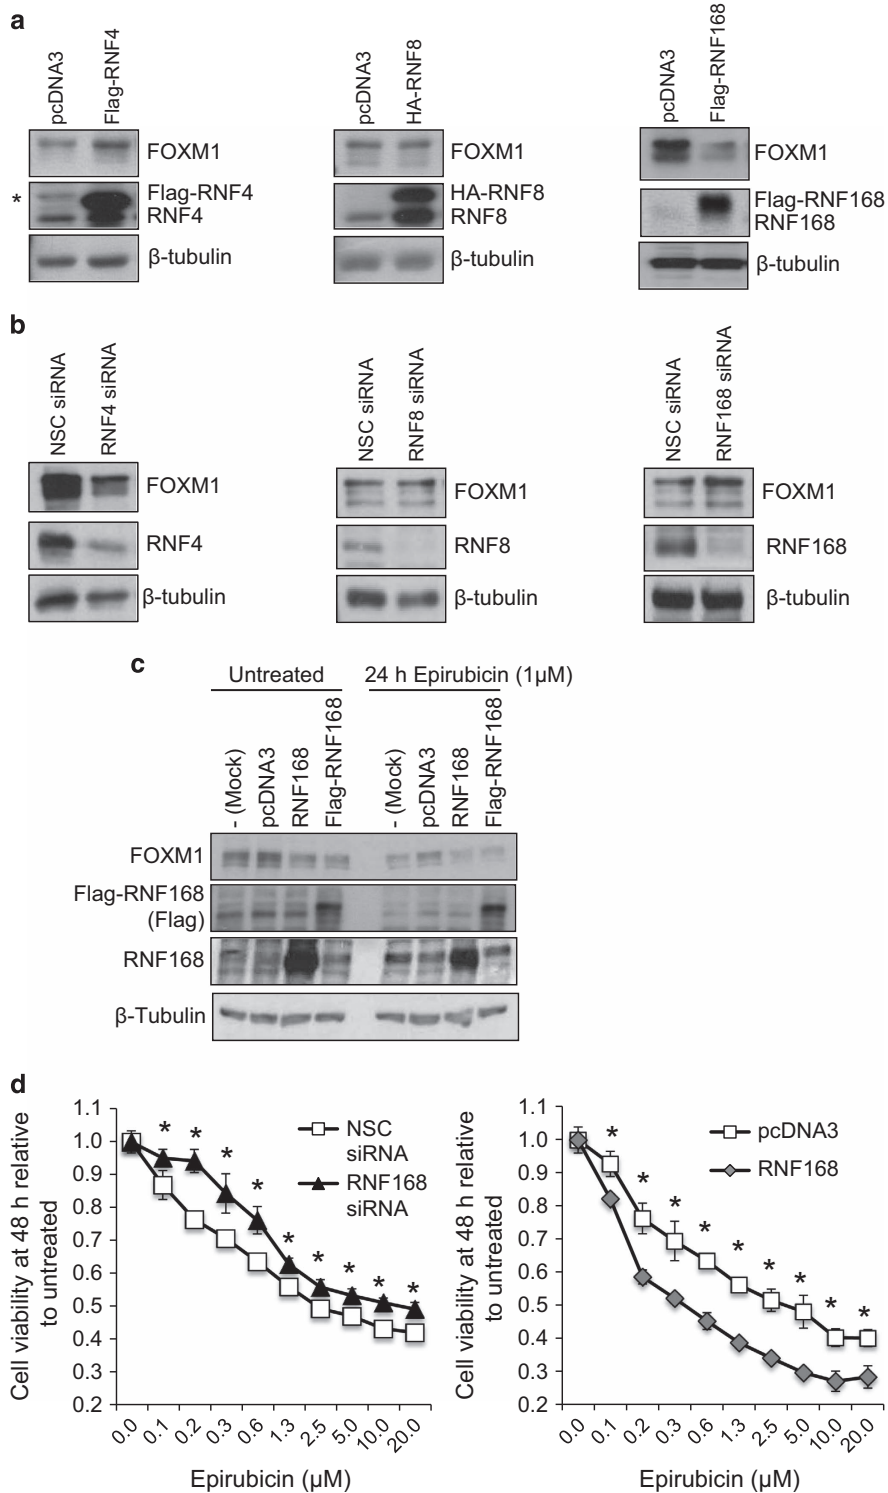 a
pcDNA3
Flag-RNF4
FOXM1
*
Flag-RNF4
RNF4
β-tubulin
pcDNA3
HA-RNF8
FOXM1
HA-RNF8
RNF8
β-tubulin
pcDNA3
Flag-RNF168
FOXM1
Flag-RNF168
RNF168
β-tubulin
b
NSC siRNA
RNF4 siRNA
FOXM1
RNF4
β-tubulin
NSC siRNA
RNF8 siRNA
FOXM1
RNF8
β-tubulin
NSC siRNA
RNF168 siRNA
FOXM1
RNF168
β-tubulin
c
Untreated
24 h Epirubicin (1µM)
- (Mock)
pcDNA3
RNF168
Flag-RNF168
- (Mock)
pcDNA3
RNF168
Flag-RNF168
FOXM1
Flag-RNF168
(Flag)
RNF168
β-Tubulin
d
Cell viability at 48 h relative
to untreated
1.1
1.0
0.9
0.8
0.7
0.6
0.5
0.4
0.3
0.2
* * * * * * * * *
NSC
siRNA
RNF168
siRNA
0.0 0.1 0.2 0.3 0.6 1.3 2.5 5.0 10.0 20.0
Epirubicin (µM)
Cell viability at 48 h relative
to untreated
1.1
1.0
0.9
0.8
0.7
0.6
0.5
0.4
0.3
0.2
* * * * * * * * *
pcDNA3
RNF168
0.0 0.1 0.2 0.3 0.6 1.3 2.5 5.0 10.0 20.0
Epirubicin (µM)